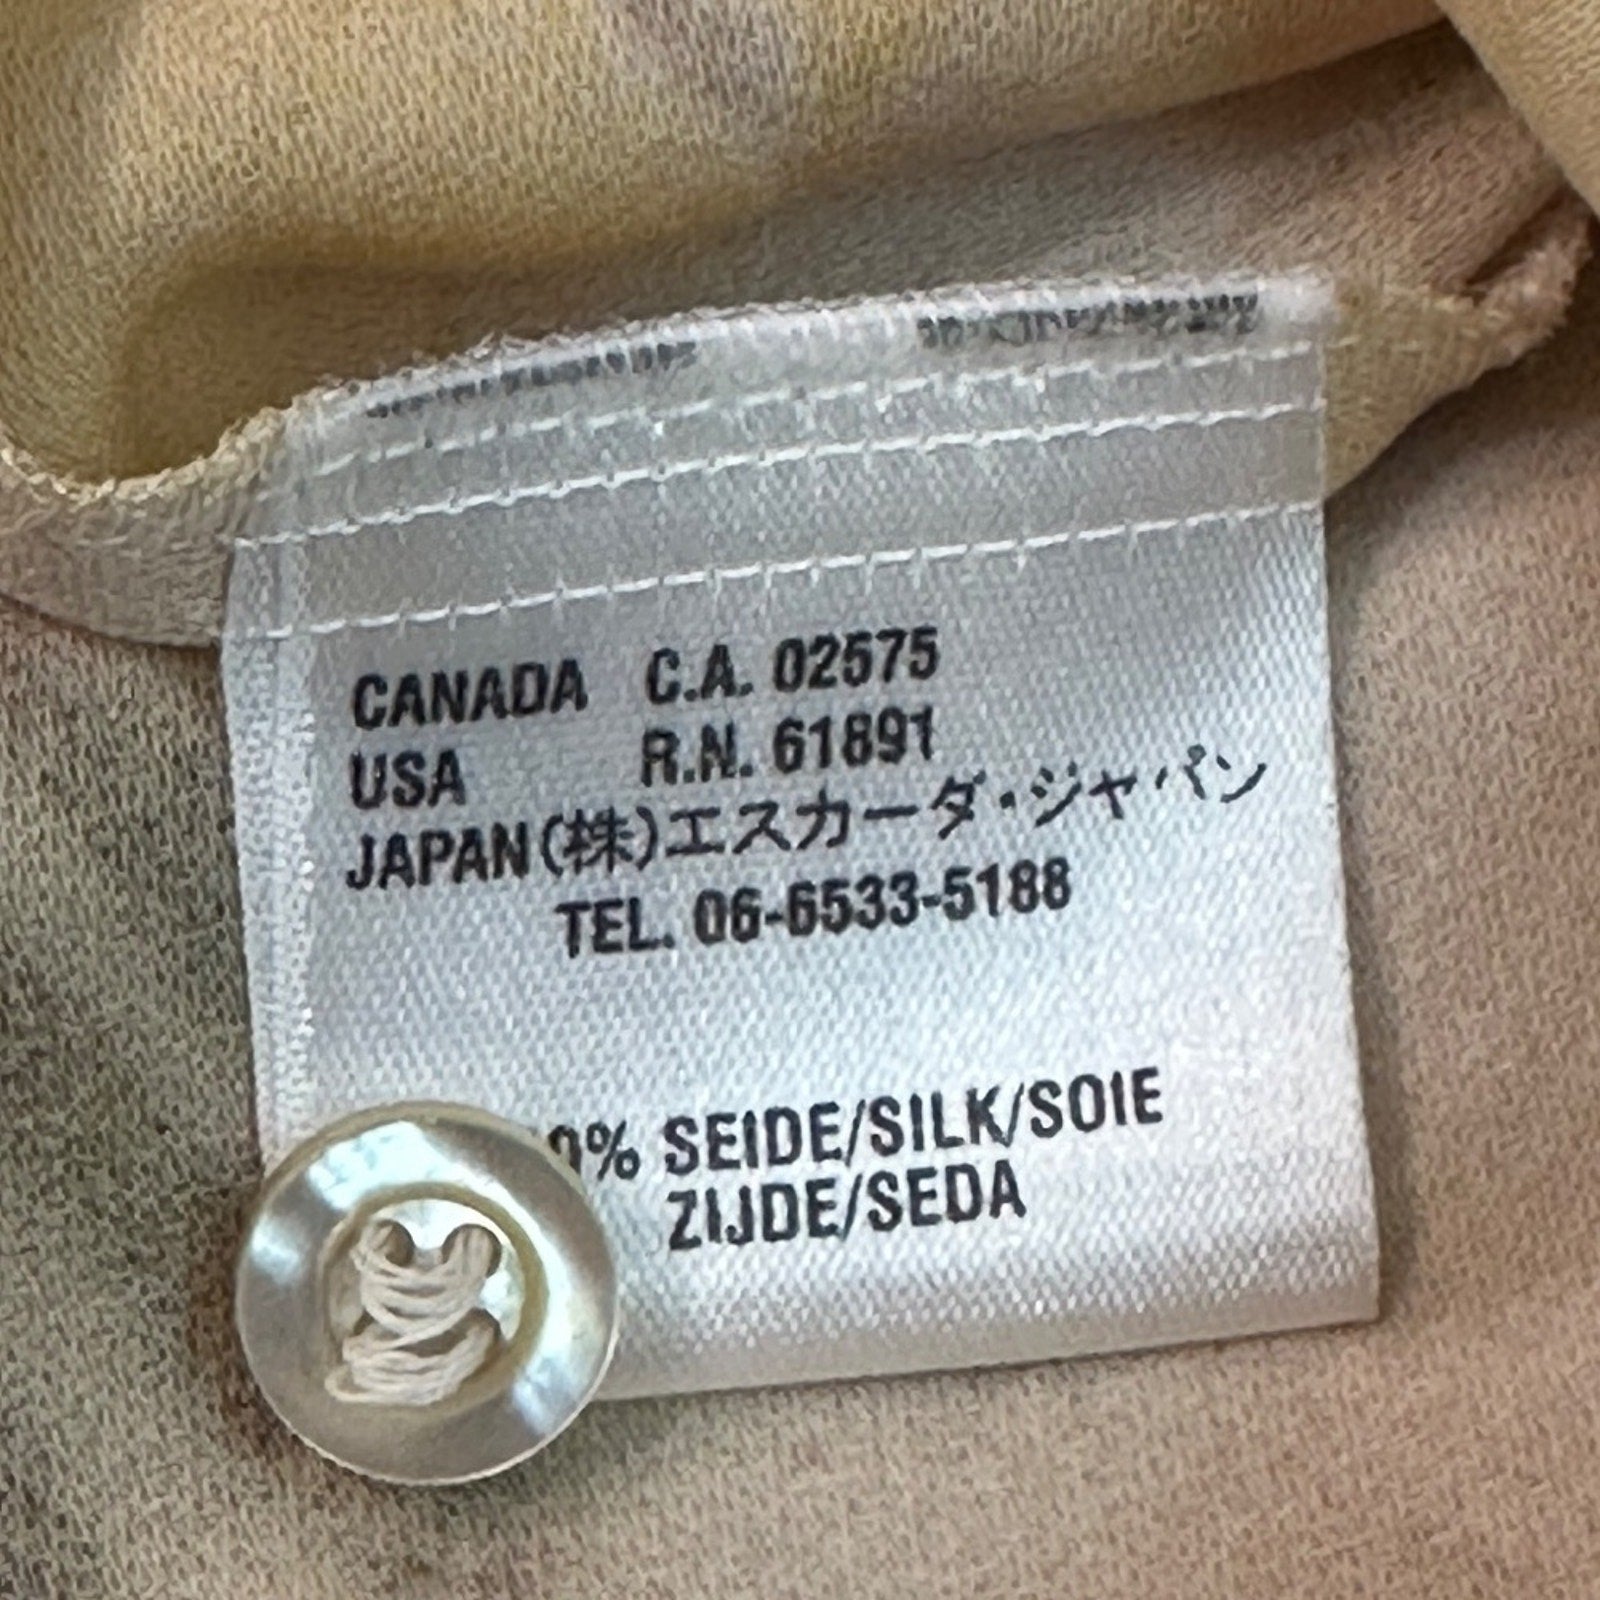 CANADA C.A. 02575
USA R.N. 61891
JAPAN(株)エスカーダ・ジャパン
TEL. 06-6533-5188
SEIDE/SILK/SOIE
ZIJDE/SEDA